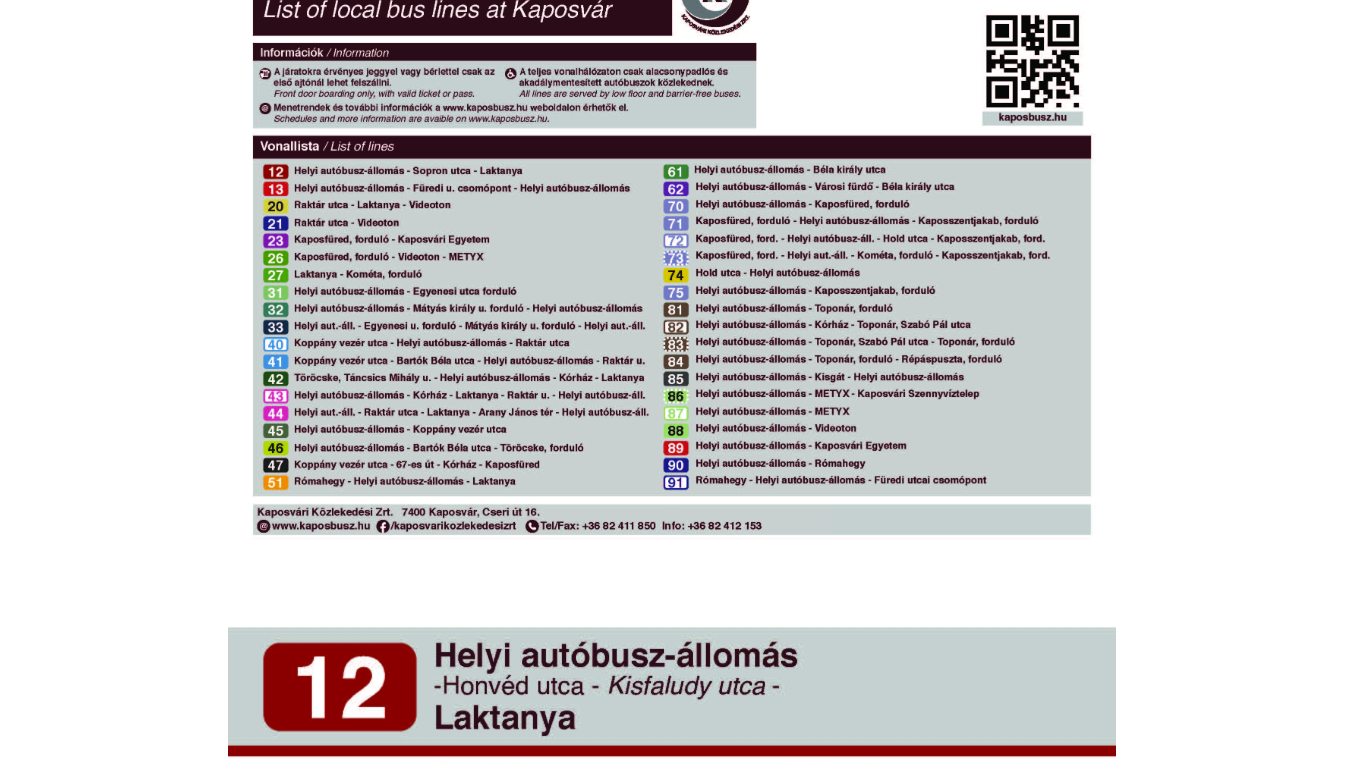 List of local bus lines at Kaposvár
KAPOSVÁRI KÖZLEKEDÉSI ZRT.
Információk / Information
A járatokra érvényes jeggyel vagy bérlettel csak az
első ajtónál lehet felszállni.
Front door boarding only, with valid ticket or pass.
A teljes vonalhálózaton csak alacsonypadlós és
akadálymentesített autóbuszok közlekednek.
All lines are served by low floor and barrier-free buses.
Menetrendek és további információk a www.kaposbusz.hu weboldalon érhetők el.
Schedules and more information are avaible on www.kaposbusz.hu.
kaposbusz.hu
Vonallista / List of lines
12 Helyi autóbusz-állomás - Sopron utca - Laktanya
13 Helyi autóbusz-állomás - Füredi u. csomópont - Helyi autóbusz-állomás
20 Raktár utca - Laktanya - Videoton
21 Raktár utca - Videoton
23 Kaposfüred, forduló - Kaposvári Egyetem
26 Kaposfüred, forduló - Videoton - METYX
27 Laktanya - Kométa, forduló
31 Helyi autóbusz-állomás - Egyenesi utca forduló
32 Helyi autóbusz-állomás - Mátyás király u. forduló - Helyi autóbusz-állomás
33 Helyi aut.-áll. - Egyenesi u. forduló - Mátyás király u. forduló - Helyi aut.-áll.
40 Koppány vezér utca - Helyi autóbusz-állomás - Raktár utca
41 Koppány vezér utca - Bartók Béla utca - Helyi autóbusz-állomás - Raktár u.
42 Töröcske, Táncsics Mihály u. - Helyi autóbusz-állomás - Kórház - Laktanya
43 Helyi autóbusz-állomás - Kórház - Laktanya - Raktár u. - Helyi autóbusz-áll.
44 Helyi aut.-áll. - Raktár utca - Laktanya - Arany János tér - Helyi autóbusz-áll.
45 Helyi autóbusz-állomás - Koppány vezér utca
46 Helyi autóbusz-állomás - Bartók Béla utca - Töröcske, forduló
47 Koppány vezér utca - 67-es út - Kórház - Kaposfüred
51 Rómahegy - Helyi autóbusz-állomás - Laktanya
61 Helyi autóbusz-állomás - Béla király utca
62 Helyi autóbusz-állomás - Városi fürdő - Béla király utca
70 Helyi autóbusz-állomás - Kaposfüred, forduló
71 Kaposfüred, forduló - Helyi autóbusz-állomás - Kaposszentjakab, forduló
72 Kaposfüred, ford. - Helyi autóbusz-áll. - Hold utca - Kaposszentjakab, ford.
73 Kaposfüred, ford. - Helyi aut.-áll. - Kométa, forduló - Kaposszentjakab, ford.
74 Hold utca - Helyi autóbusz-állomás
75 Helyi autóbusz-állomás - Kaposszentjakab, forduló
81 Helyi autóbusz-állomás - Toponár, forduló
82 Helyi autóbusz-állomás - Kórház - Toponár, Szabó Pál utca
83 Helyi autóbusz-állomás - Toponár, Szabó Pál utca - Toponár, forduló
84 Helyi autóbusz-állomás - Toponár, forduló - Répáspuszta, forduló
85 Helyi autóbusz-állomás - Kisgát - Helyi autóbusz-állomás
86 Helyi autóbusz-állomás - METYX - Kaposvári Szennyvíztelep
87 Helyi autóbusz-állomás - METYX
88 Helyi autóbusz-állomás - Videoton
89 Helyi autóbusz-állomás - Kaposvári Egyetem
90 Helyi autóbusz-állomás - Rómahegy
91 Rómahegy - Helyi autóbusz-állomás - Füredi utcai csomópont
Kaposvári Közlekedési Zrt. 7400 Kaposvár, Cseri út 16.
www.kaposbusz.hu /kaposvarikozlekedesizrt Tel/Fax: +36 82 411 850 Info: +36 82 412 153
12
Helyi autóbusz-állomás
-Honvéd utca - Kisfaludy utca -
Laktanya